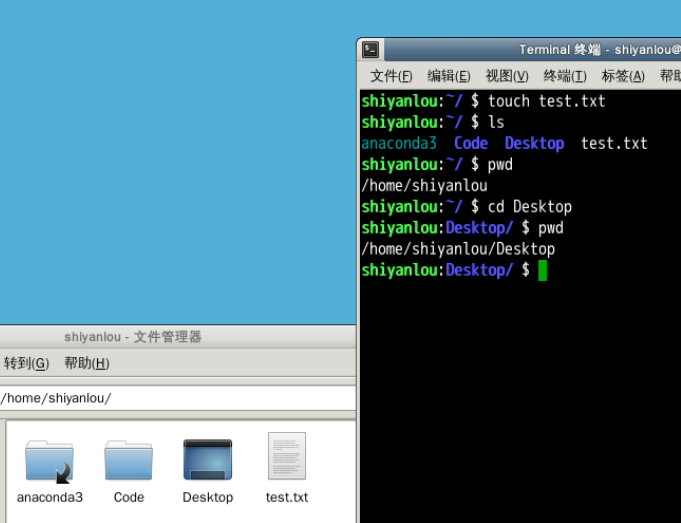 Terminal 终端 - shiyanlou@
文件(F) 编辑(E) 视图(V) 终端(T) 标签(A) 帮助
shiyanlou:~/ $ touch test.txt
shiyanlou:~/ $ ls
anaconda3 Code Desktop test.txt
shiyanlou:~/ $ pwd
/home/shiyanlou
shiyanlou:~/ $ cd Desktop
shiyanlou:Desktop/ $ pwd
/home/shiyanlou/Desktop
shiyanlou:Desktop/ $
shiyanlou - 文件管理器
转到(G) 帮助(H)
/home/shiyanlou/
anaconda3 Code Desktop test.txt